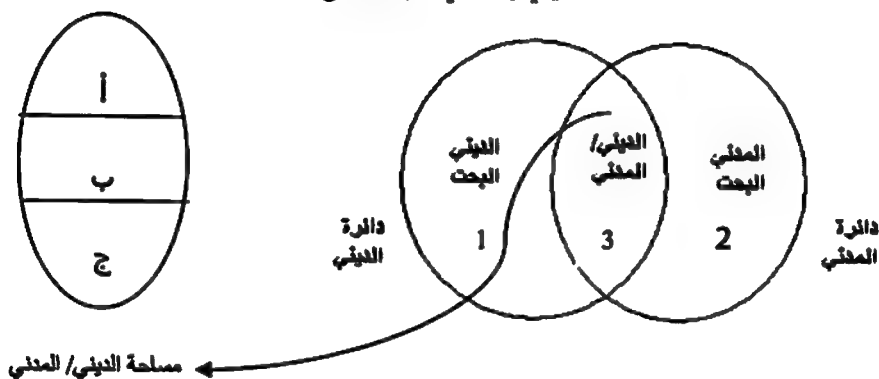 أ
ب
ج
الديني
البحت
1
الديني/
المدني
3
المدني
البحت
2
دائرة
الديني
دائرة
المدني
مساحة الديني/ المدني